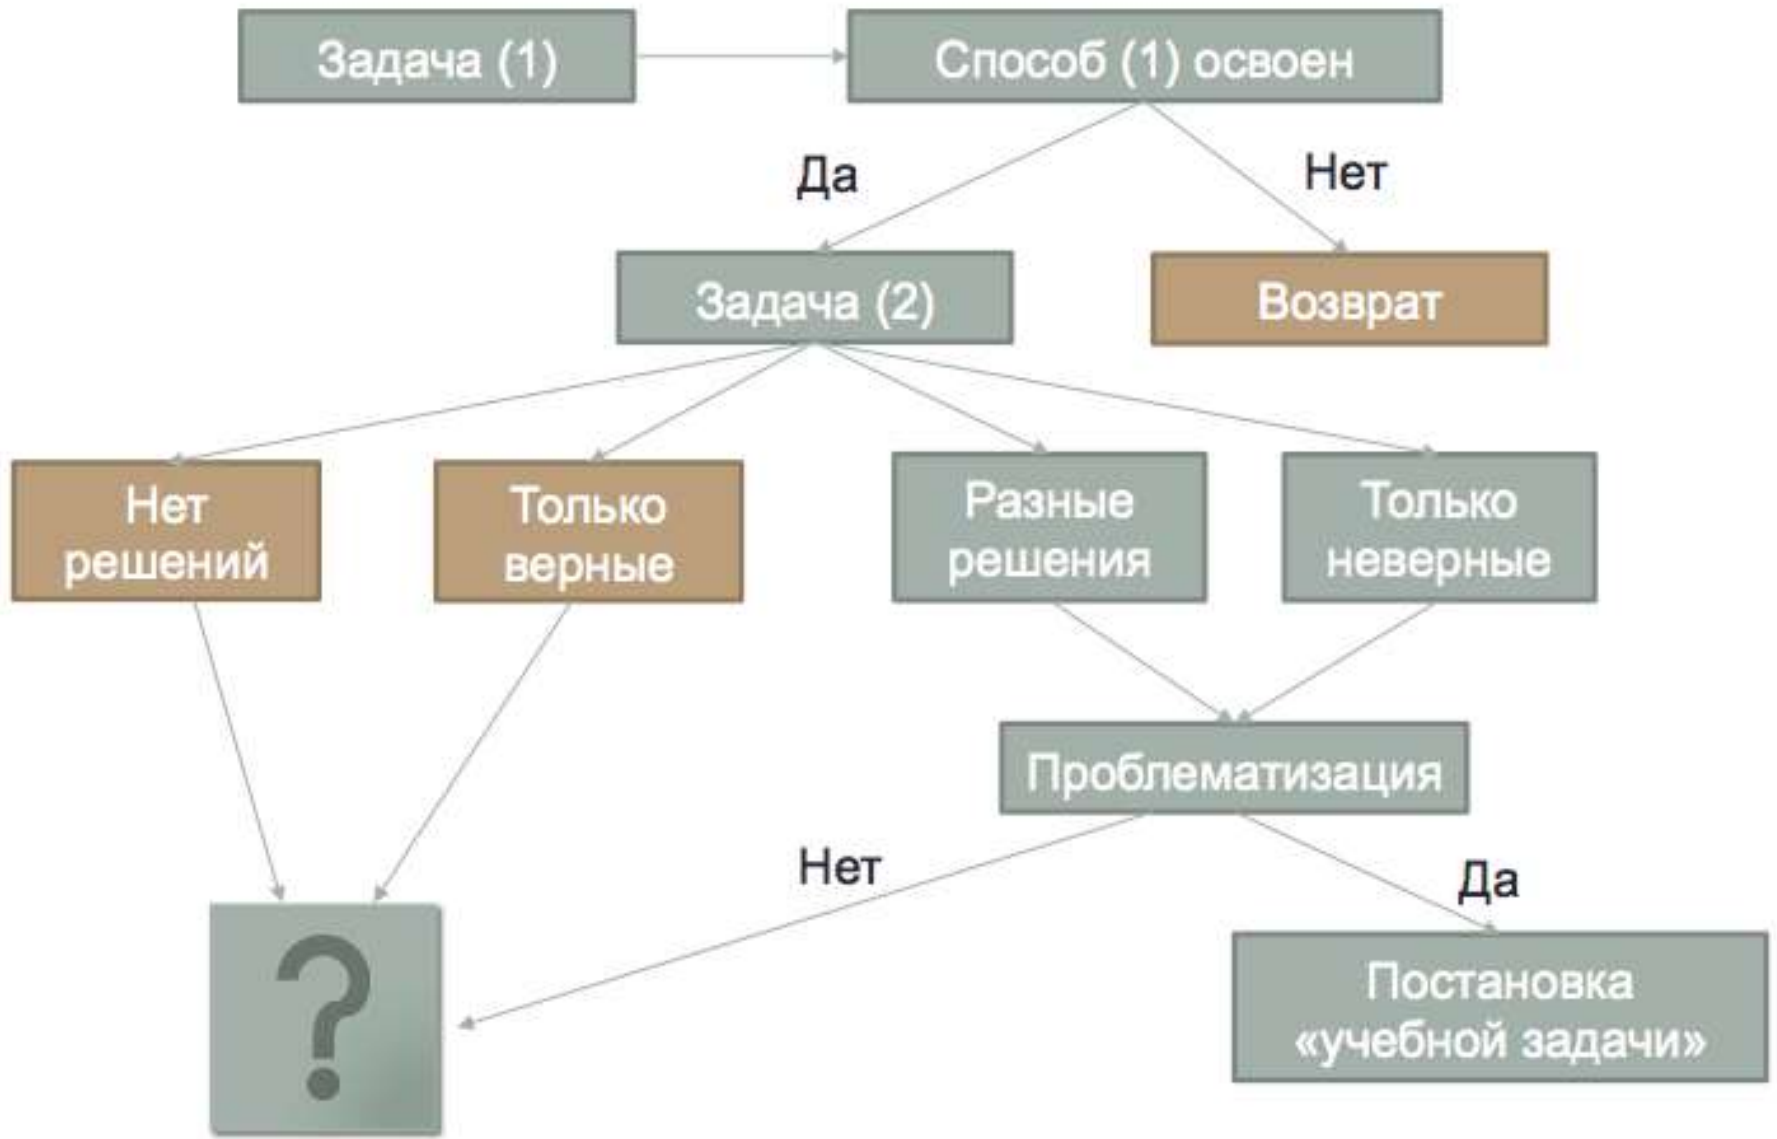 Задача (1)
Способ (1) освоен
Да
Нет
Задача (2)
Возврат
Нет
решений
Только
верные
Разные
решения
Только
неверные
Проблематизация
Нет
Да
?
Постановка
«учебной задачи»